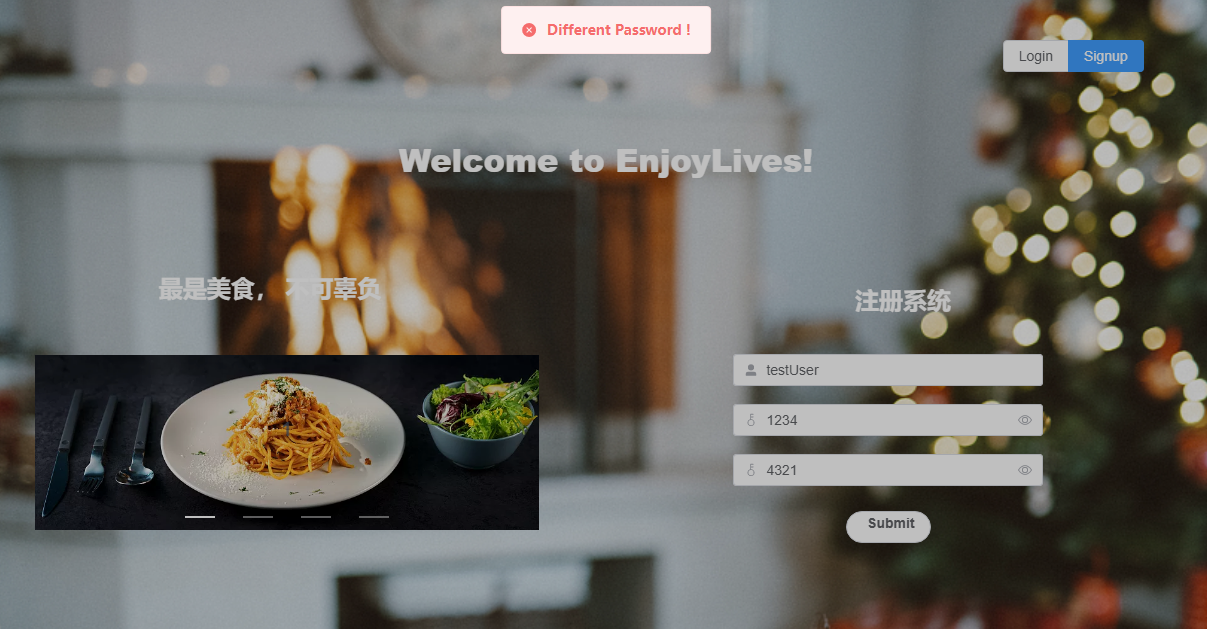 Different Password !
Login
Signup
Welcome to EnjoyLives!
最是美食， 不可辜负
注册系统
testUser
1234
4321
Submit